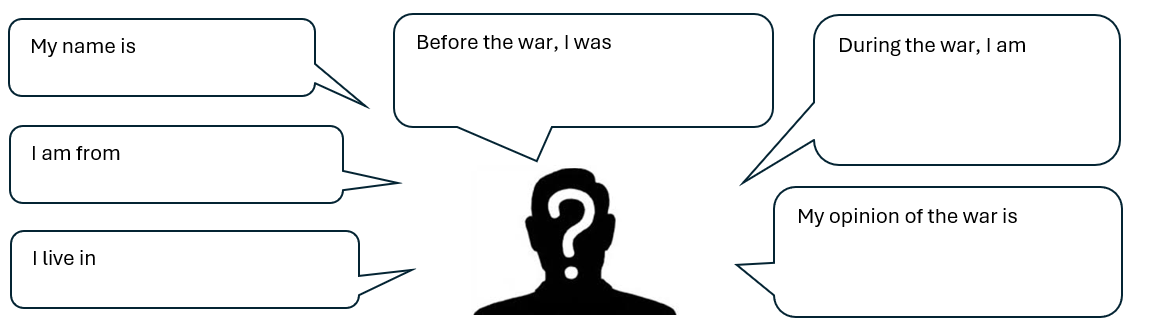 My name is
I am from
I live in
Before the war, I was
During the war, I am
My opinion of the war is
?